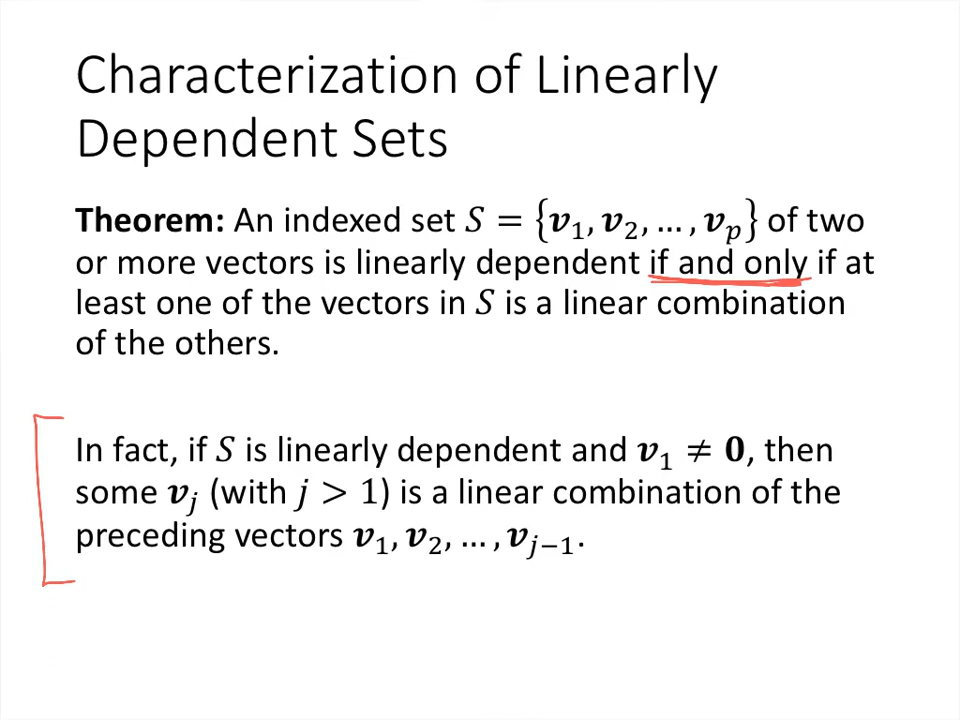 Characterization of Linearly
Dependent Sets
Theorem: An indexed set 𝑆 = {𝒗₁, 𝒗₂, … , 𝒗ₚ} of two
or more vectors is linearly dependent if and only if at
least one of the vectors in 𝑆 is a linear combination
of the others.
In fact, if 𝑆 is linearly dependent and 𝒗₁ ≠ 𝟎, then
some 𝒗ⱼ (with 𝑗 > 1) is a linear combination of the
preceding vectors 𝒗₁, 𝒗₂, … , 𝒗ⱼ₋₁.